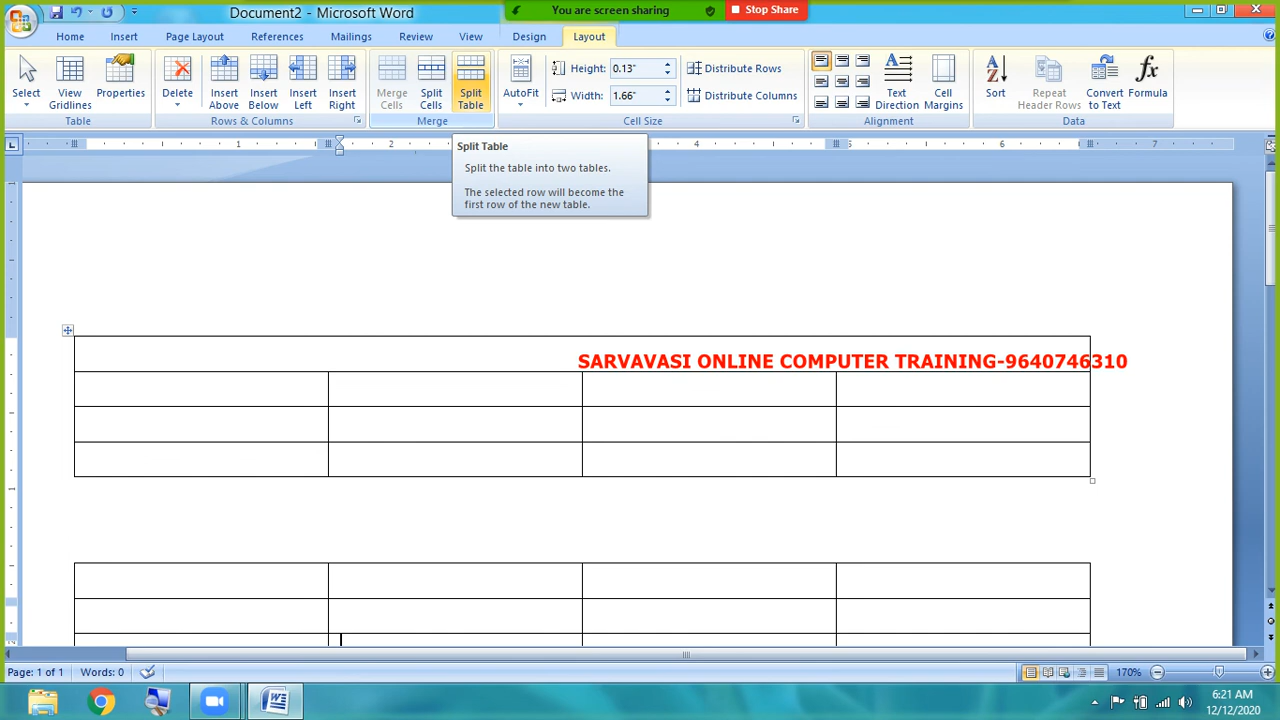 Document2 - Microsoft Word
You are screen sharing
Stop Share
Home Insert Page Layout References Mailings Review View Design Layout
Select
View Gridlines
Properties
Delete
Insert Above
Insert Below
Insert Left
Insert Right
Merge Cells
Split Cells
Split Table
AutoFit
Height: 0.13"
Width: 1.66"
Distribute Rows
Distribute Columns
Text Direction
Cell Margins
Sort
Repeat Header Rows
Convert to Text
Formula
Table Rows & Columns Merge Cell Size Alignment Data
1 2 4 6 7
Split Table
Split the table into two tables.
The selected row will become the
first row of the new table.
SARVAVASI ONLINE COMPUTER TRAINING-9640746310
Page: 1 of 1 Words: 0
170%
6:21 AM
12/12/2020